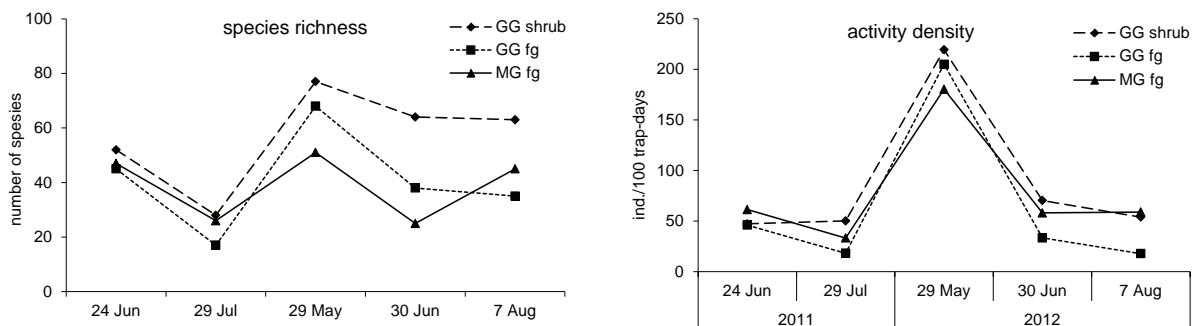 species richness
GG shrub
GG fg
MG fg
number of spesies
100
80
60
40
20
0
24 Jun
29 Jul
29 May
30 Jun
7 Aug
activity density
GG shrub
GG fg
MG fg
ind./100 trap-days
250
200
150
100
50
0
24 Jun
29 Jul
29 May
30 Jun
7 Aug
2011
2012